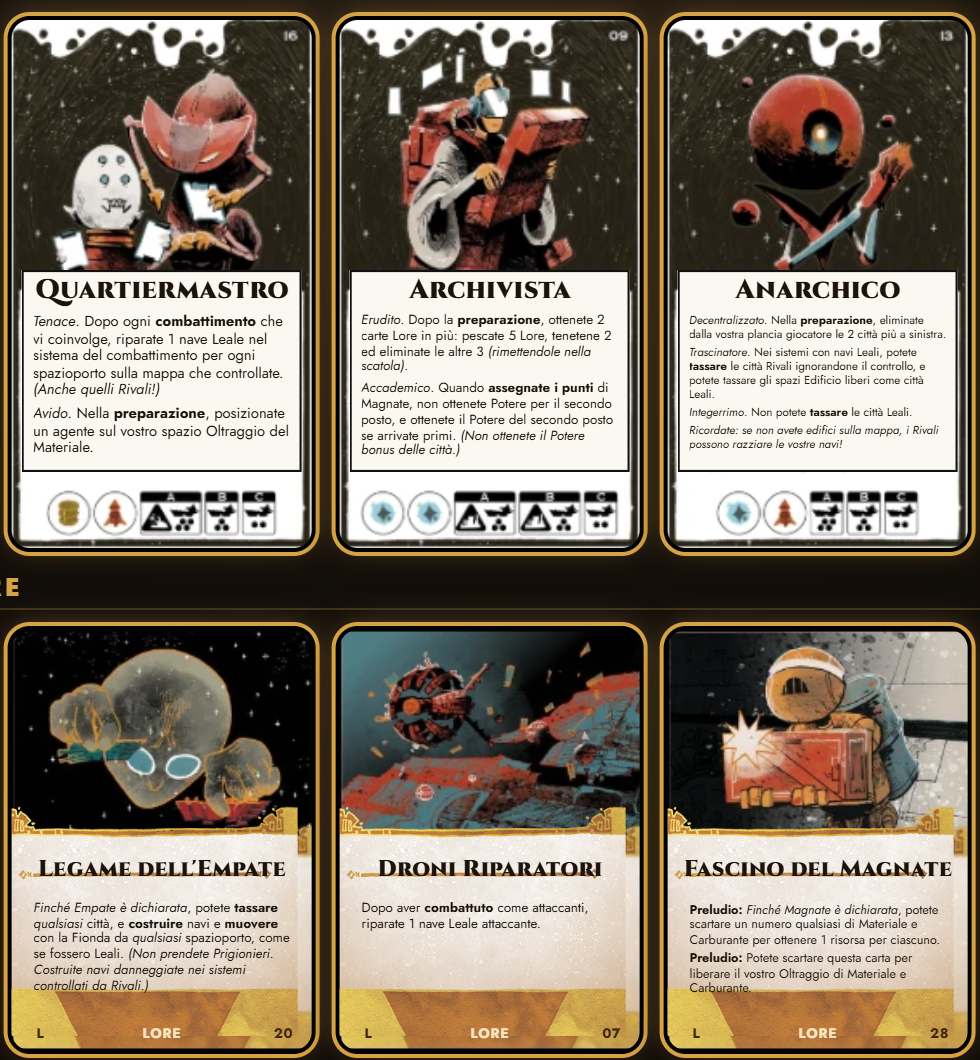 16
QUARTIERMASTRO
Tenace. Dopo ogni combattimento che
vi coinvolge, riparate 1 nave Leale nel
sistema del combattimento per ogni
spazioporto sulla mappa che controllate.
(Anche quelli Rivali!)
Avido. Nella preparazione, posizionate
un agente sul vostro spazio Oltraggio del
Materiale.
A B C
09
ARCHIVISTA
Erudito. Dopo la preparazione, ottenete 2
carte Lore in più: pescate 5 Lore, tenetene 2
ed eliminate le altre 3 (rimettendole nella
scatola).
Accademico. Quando assegnate i punti di
Magnate, non ottenete Potere per il secondo
posto, e ottenete il Potere del secondo posto
se arrivate primi. (Non ottenete il Potere
bonus delle città.)
A B C
13
ANARCHICO
Decentralizzato. Nella preparazione, eliminate
dalla vostra plancia giocatore le 2 città più a sinistra.
Trascinatore. Nei sistemi con navi Leali, potete
tassare le città Rivali ignorandone il controllo, e
potete tassare gli spazi Edificio liberi come città
Leali.
Integerrimo. Non potete tassare le città Leali.
Ricordate: se non avete edifici sulla mappa, i Rivali
possono razziare le vostre navi!
A B C
RE
LEGAME DELL'EMPATE
Finché Empate è dichiarata, potete tassare
qualsiasi città, e costruire navi e muovere
con la Fionda da qualsiasi spazioporto, come
se fossero Leali. (Non prendete Prigionieri.
Costruite navi danneggiate nei sistemi
controllati da Rivali.)
L LORE 20
DRONI RIPARATORI
Dopo aver combattuto come attaccanti,
riparate 1 nave Leale attaccante.
L LORE 07
FASCINO DEL MAGNATE
Preludio: Finché Magnate è dichiarata, potete
scartare un numero qualsiasi di Materiale e
Carburante per ottenere 1 risorsa per ciascuno.
Preludio: Potete scartare questa carta per
liberare il vostro Oltraggio di Materiale e
Carburante.
L LORE 28